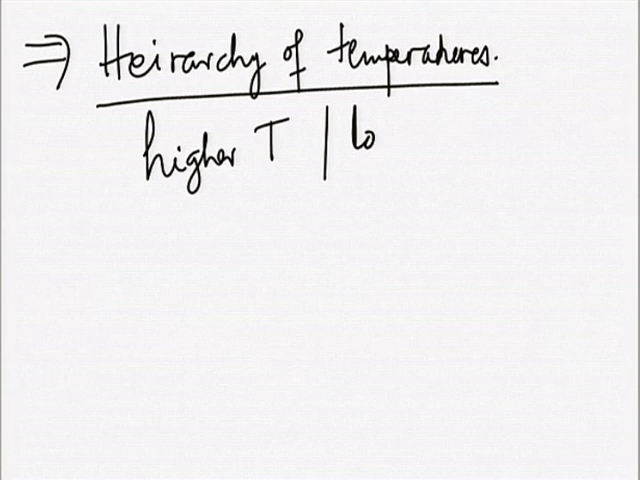 ⇒ Heirarchy of temperatures.
higher T | lo